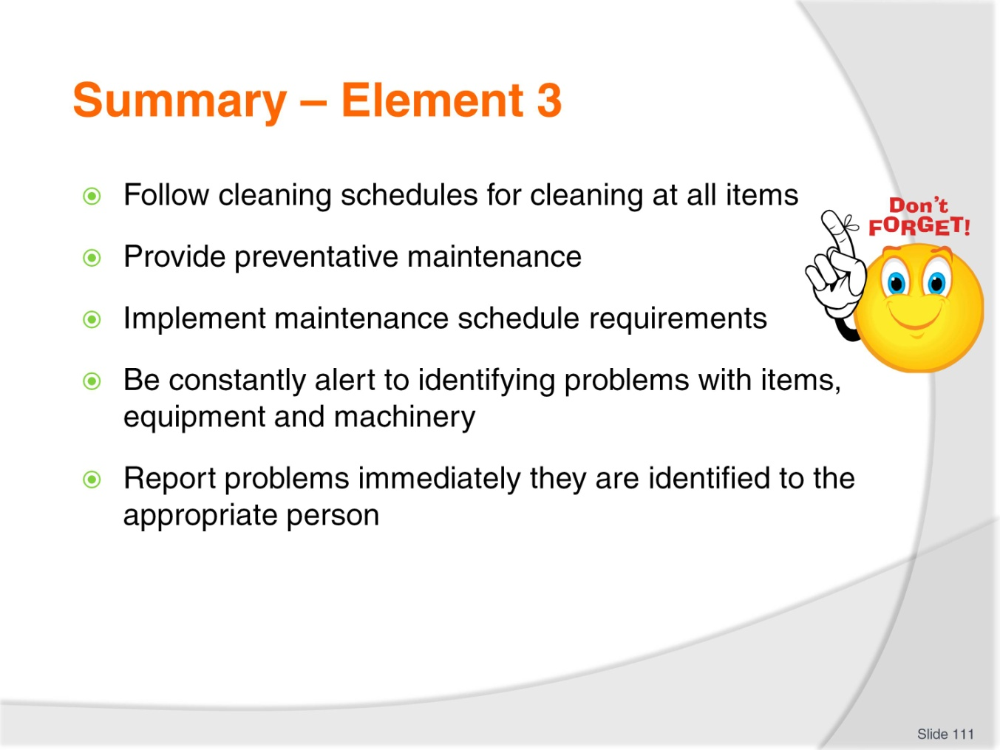 Summary – Element 3
Follow cleaning schedules for cleaning at all items
Don't
FORGET!
Provide preventative maintenance
Implement maintenance schedule requirements
Be constantly alert to identifying problems with items,
equipment and machinery
Report problems immediately they are identified to the
appropriate person
Slide 111